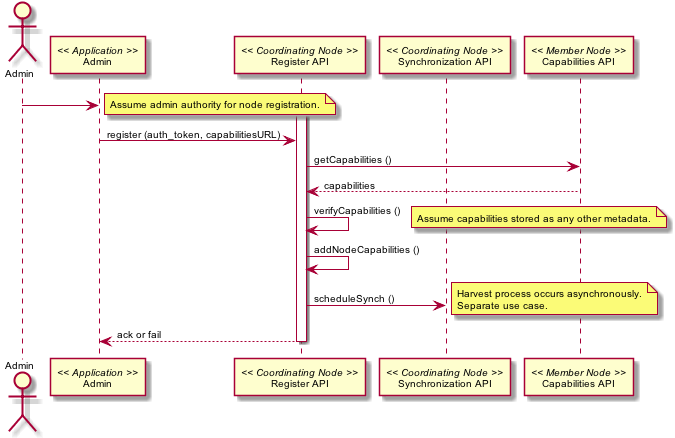 Admin
<< Application >>
Admin
<< Coordinating Node >>
Register API
<< Coordinating Node >>
Synchronization API
<< Member Node >>
Capabilities API
Assume admin authority for node registration.
register (auth_token, capabilitiesURL)
getCapabilities ()
capabilities
verifyCapabilities ()
Assume capabilities stored as any other metadata.
addNodeCapabilities ()
scheduleSynch ()
Harvest process occurs asynchronously.
Separate use case.
ack or fail
Admin
<< Application >>
Admin
<< Coordinating Node >>
Register API
<< Coordinating Node >>
Synchronization API
<< Member Node >>
Capabilities API